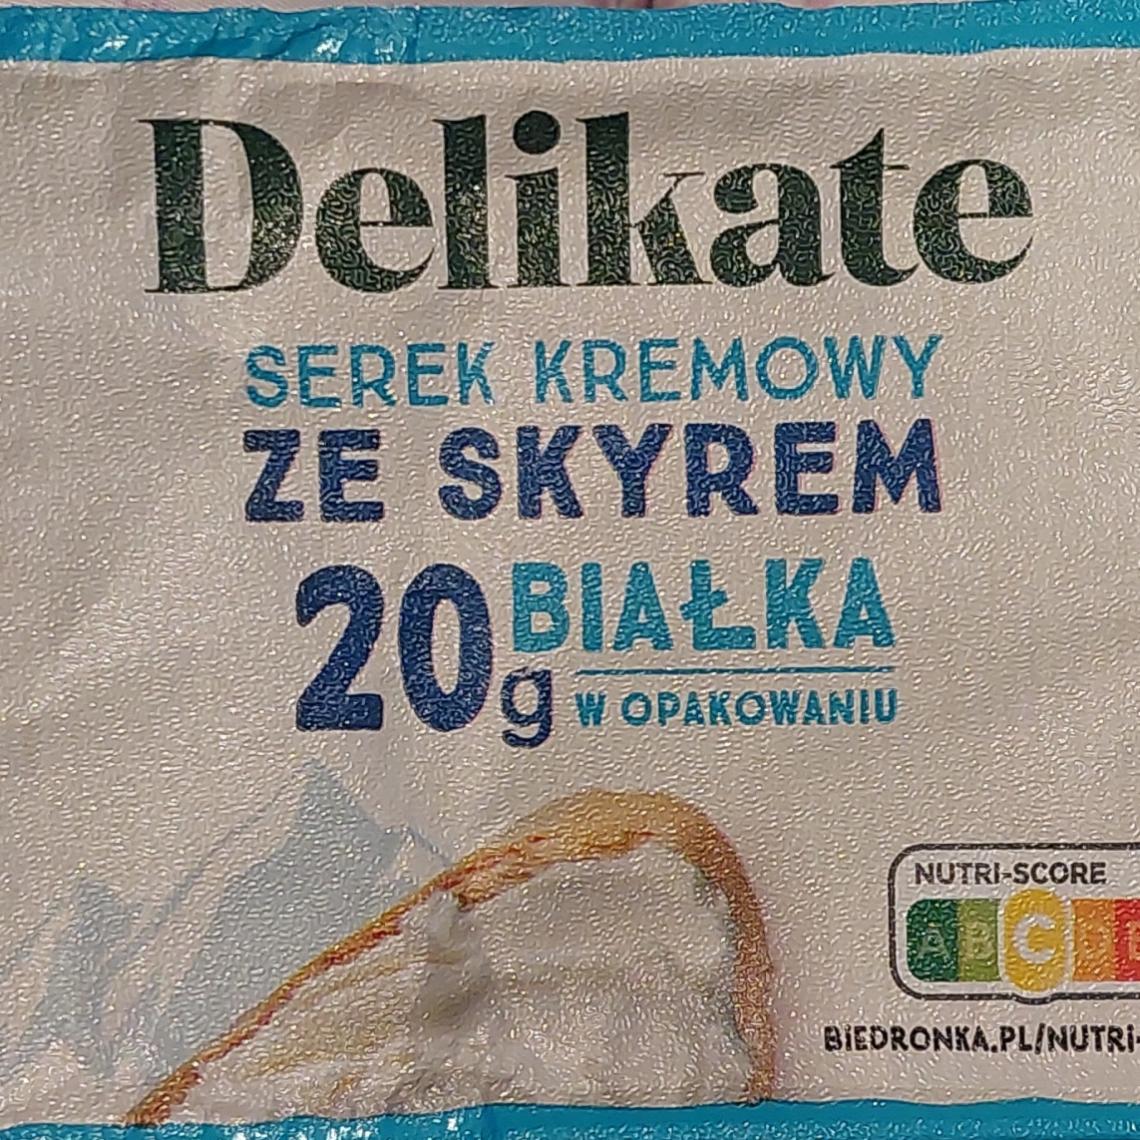 Delikate
SEREK KREMOWY
ZE SKYREM
20g BIAŁKA
W OPAKOWANIU
NUTRI-SCORE
A B C D E
BIEDRONKA.PL/NUTRI-